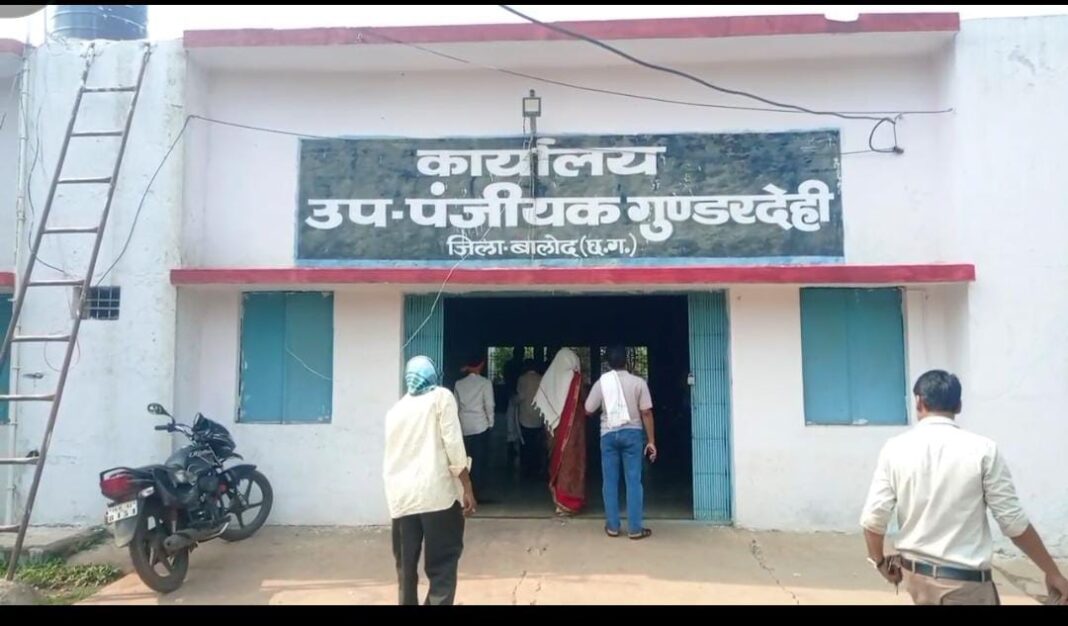 कार्यालय
उप-पंजीयक गुण्डरदेही
जिला-बालोद (छ.ग.)